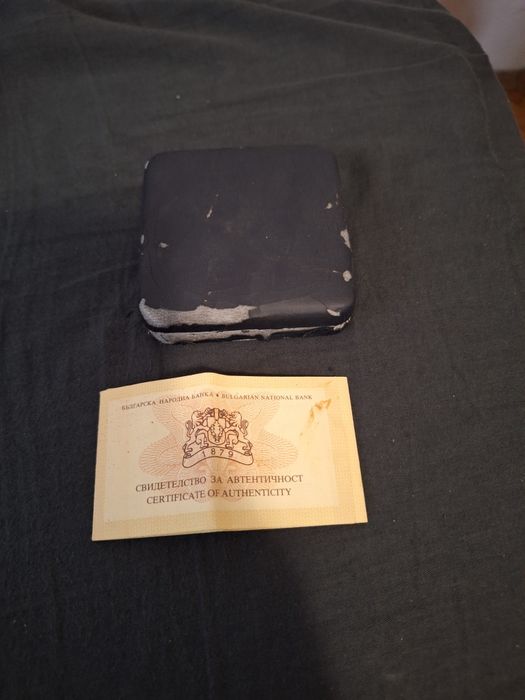 БЪЛГАРСКА НАРОДНА БАНКА ♦ BULGARIAN NATIONAL BANK
1879
СВИДЕТЕЛСТВО ЗА АВТЕНТИЧНОСТ
CERTIFICATE OF AUTHENTICITY